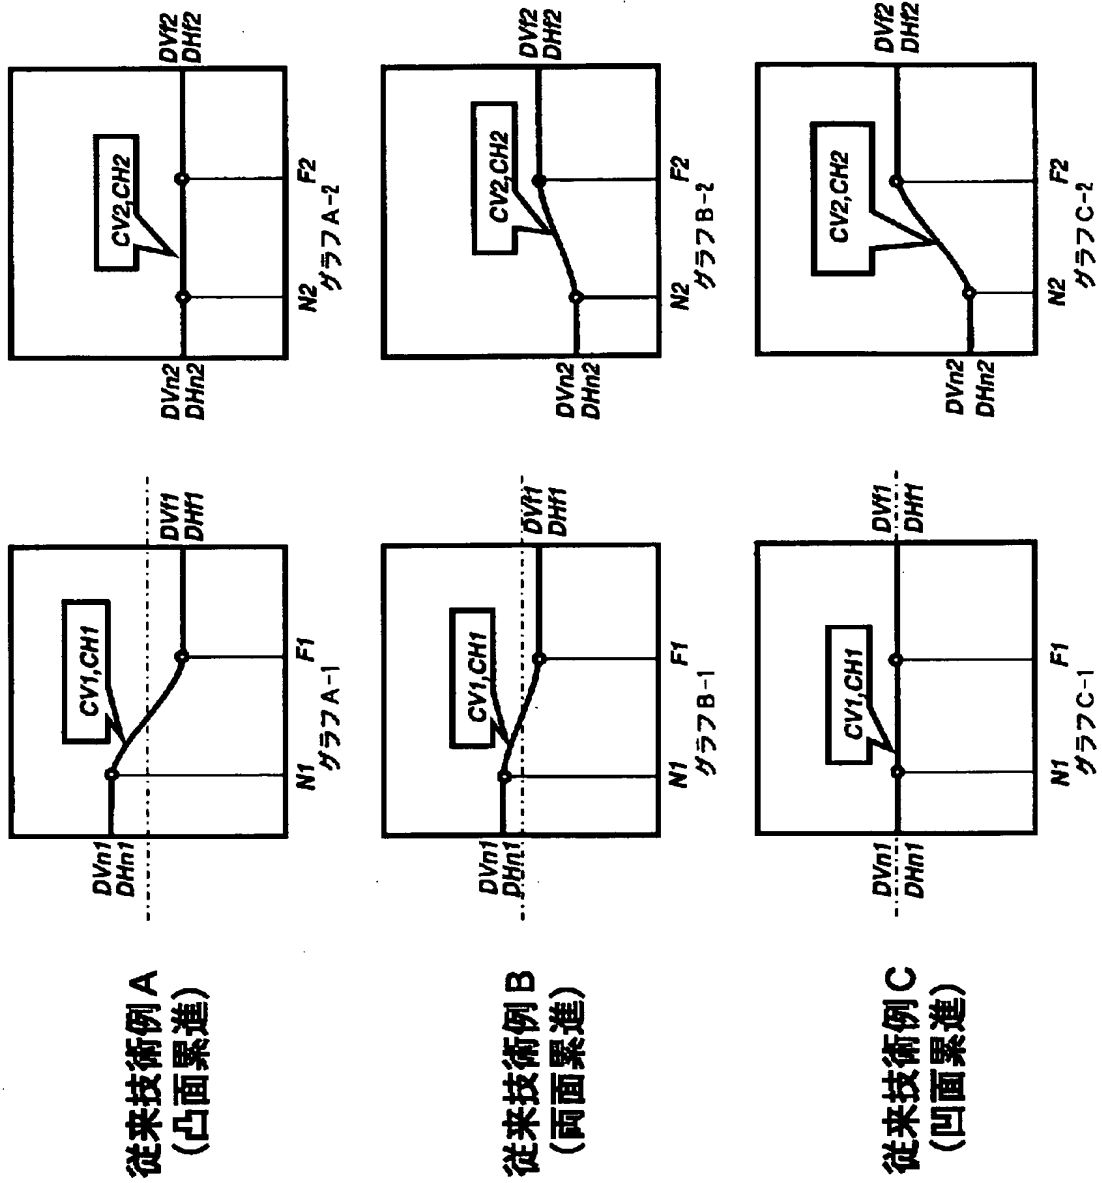 従来技術例 A
(凸面累進)
DVn1
DHn1
CV1,CH1
DVf1
DHf1
N1
F1
グラフA-1
DVn2
DHn2
CV2,CH2
DVf2
DHf2
N2
F2
グラフA-2
従来技術例 B
(両面累進)
DVn1
DHn1
CV1,CH1
DVf1
DHf1
N1
F1
グラフB-1
DVn2
DHn2
CV2,CH2
DVf2
DHf2
N2
F2
グラフB-2
従来技術例 C
(凹面累進)
DVn1
DHn1
CV1,CH1
DVf1
DHf1
N1
F1
グラフC-1
DVn2
DHn2
CV2,CH2
DVf2
DHf2
N2
F2
グラフC-2